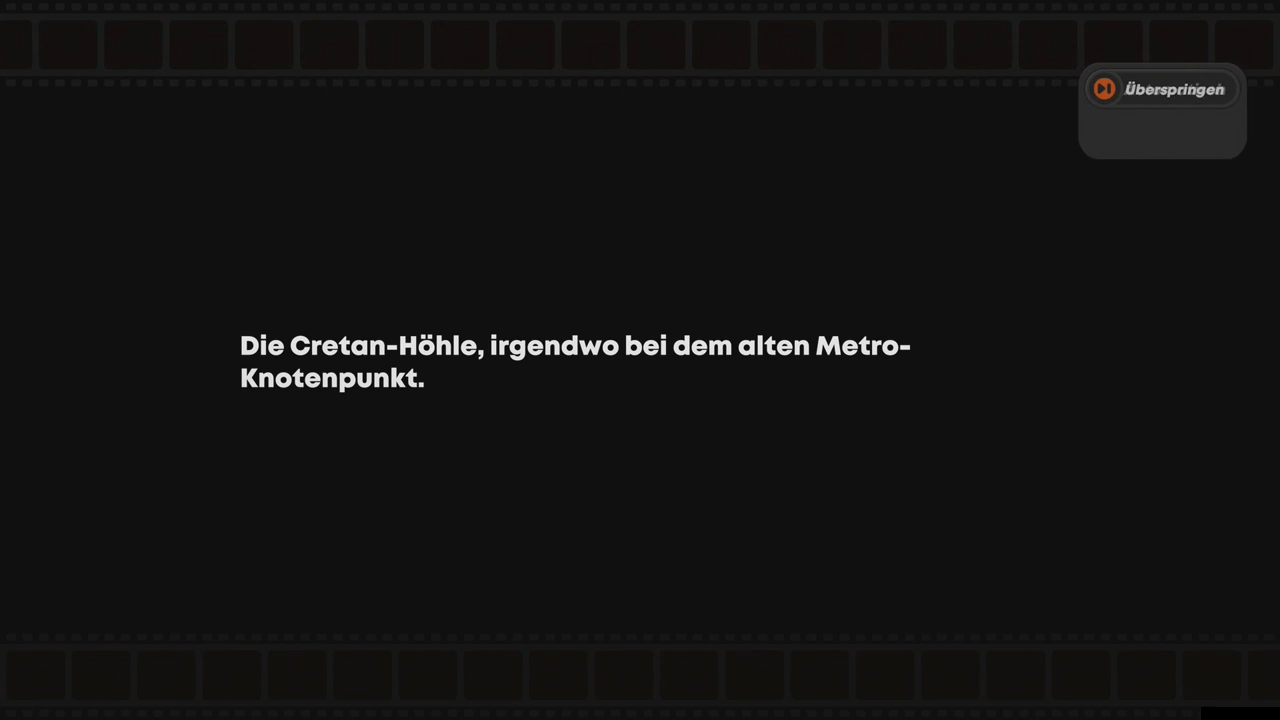 Überspringen
Die Cretan-Höhle, irgendwo bei dem alten Metro-
Knotenpunkt.